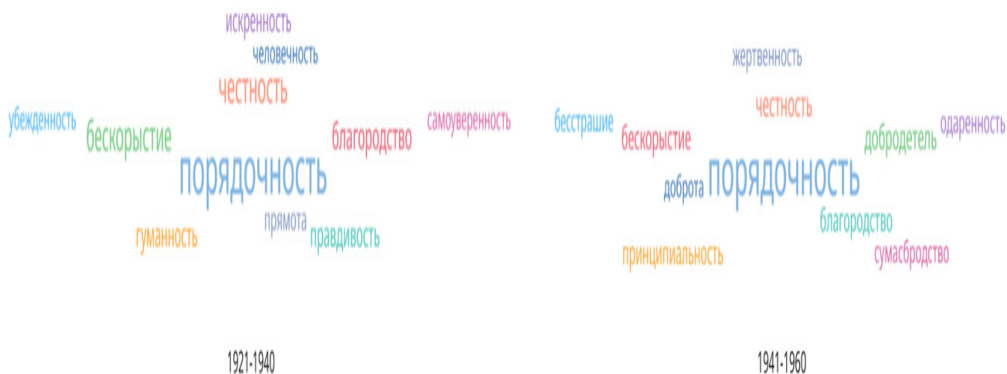 искренность
человечность
честность
убежденность
бескорыстие
благородство
самоуверенность
порядочность
прямота
гуманность
правдивость
1921-1940
жертвенность
честность
бесстрашие
одаренность
бескорыстие
добродетель
доброта
порядочность
благородство
принципиальность
сумасбродство
1941-1960